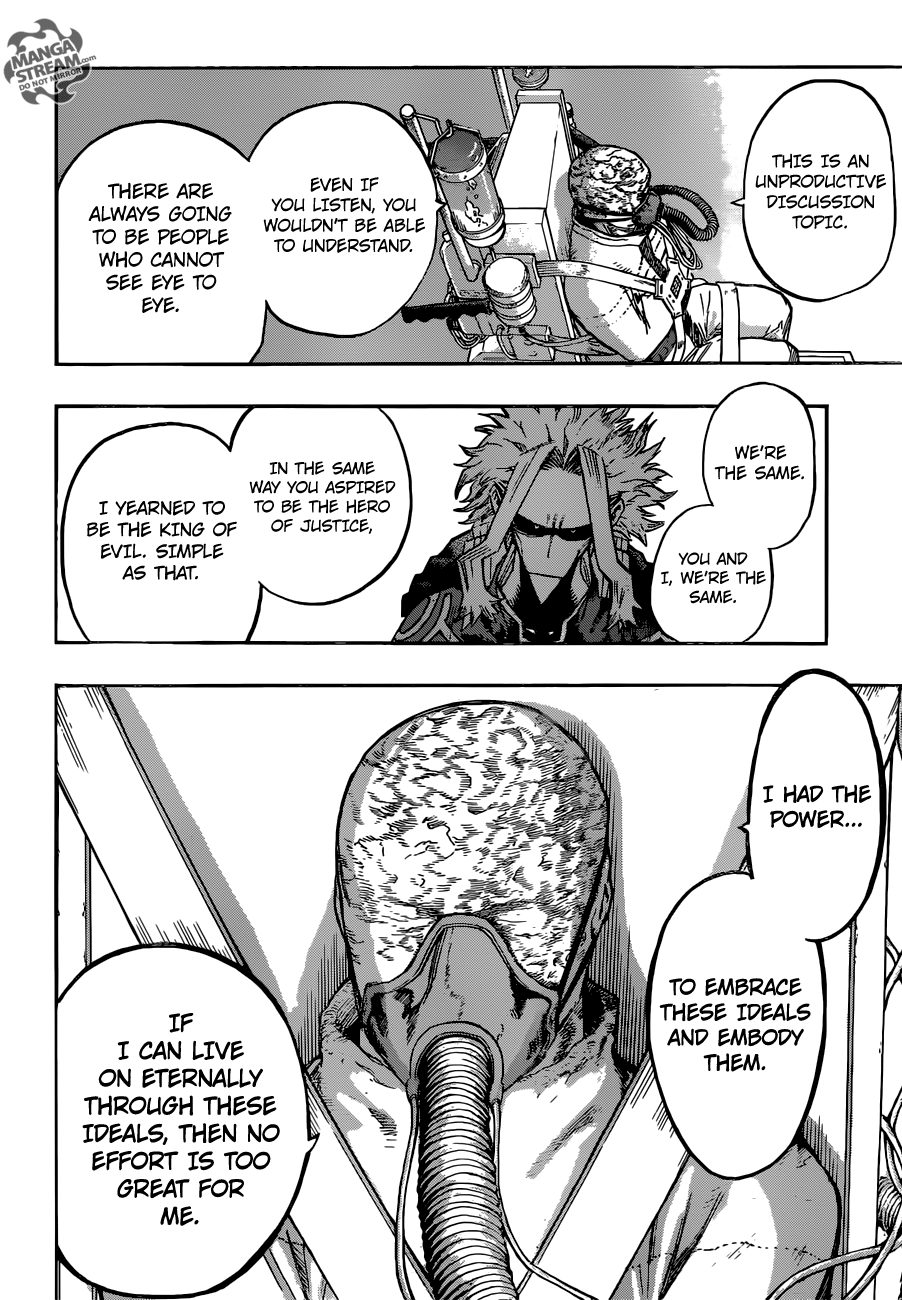 MANGA
STREAM.com
DO NOT MIRROR
THIS IS AN
UNPRODUCTIVE
DISCUSSION
TOPIC.
EVEN IF
YOU LISTEN, YOU
WOULDN'T BE ABLE
TO UNDERSTAND.
THERE ARE
ALWAYS GOING
TO BE PEOPLE
WHO CANNOT
SEE EYE TO
EYE.
WE'RE
THE SAME.
YOU AND
I, WE'RE THE
SAME.
IN THE SAME
WAY YOU ASPIRED
TO BE THE HERO
OF JUSTICE,
I YEARNED TO
BE THE KING OF
EVIL. SIMPLE
AS THAT.
I HAD THE
POWER...
TO EMBRACE
THESE IDEALS
AND EMBODY
THEM.
IF
I CAN LIVE
ON ETERNALLY
THROUGH THESE
IDEALS, THEN NO
EFFORT IS TOO
GREAT FOR
ME.